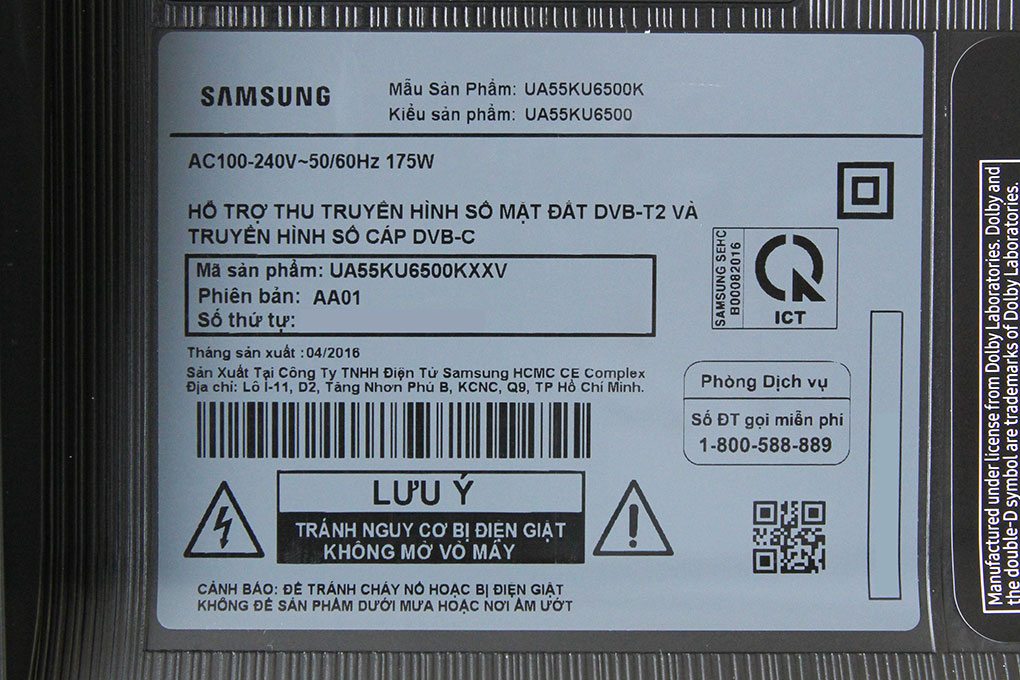 SAMSUNG
Mẫu Sản Phẩm: UA55KU6500K
Kiểu sản phẩm: UA55KU6500
AC100-240V~50/60Hz 175W
HỖ TRỢ THU TRUYỀN HÌNH SỐ MẶT ĐẤT DVB-T2 VÀ
TRUYỀN HÌNH SỐ CÁP DVB-C
Mã sản phẩm: UA55KU6500KXXV
Phiên bản: AA01
Số thứ tự:
SAMSUNG SEHC
B00082016
ICT
Tháng sản xuất :04/2016
Sản Xuất Tại Công Ty TNHH Điện Tử Samsung HCMC CE Complex
Địa chỉ: Lô I-11, D2, Tăng Nhơn Phú B, KCNC, Q9, TP Hồ Chí Minh.
Phòng Dịch vụ
Số ĐT gọi miễn phí
1-800-588-889
LƯU Ý
TRÁNH NGUY CƠ BỊ ĐIỆN GIẬT
KHÔNG MỞ VỎ MÁY
CẢNH BÁO: ĐỂ TRÁNH CHÁY NỔ HOẶC BỊ ĐIỆN GIẬT
KHÔNG ĐỂ SẢN PHẨM DƯỚI MƯA HOẶC NƠI ẨM ƯỚT
Manufactured under license from Dolby Laboratories. Dolby and
the double-D symbol are trademarks of Dolby Laboratories.